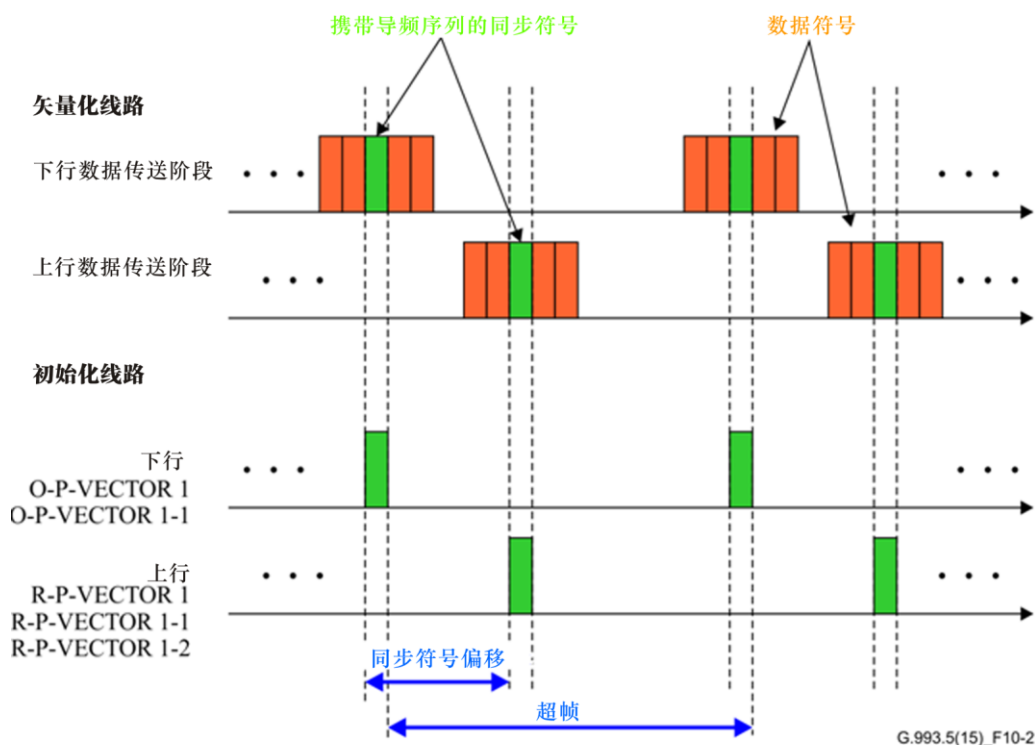 携带导频序列的同步符号
数据符号
矢量化线路
下行数据传送阶段
上行数据传送阶段
初始化线路
下行
O-P-VECTOR 1
O-P-VECTOR 1-1
上行
R-P-VECTOR 1
R-P-VECTOR 1-1
R-P-VECTOR 1-2
同步符号偏移
超帧
G.993.5(15)_F10-2